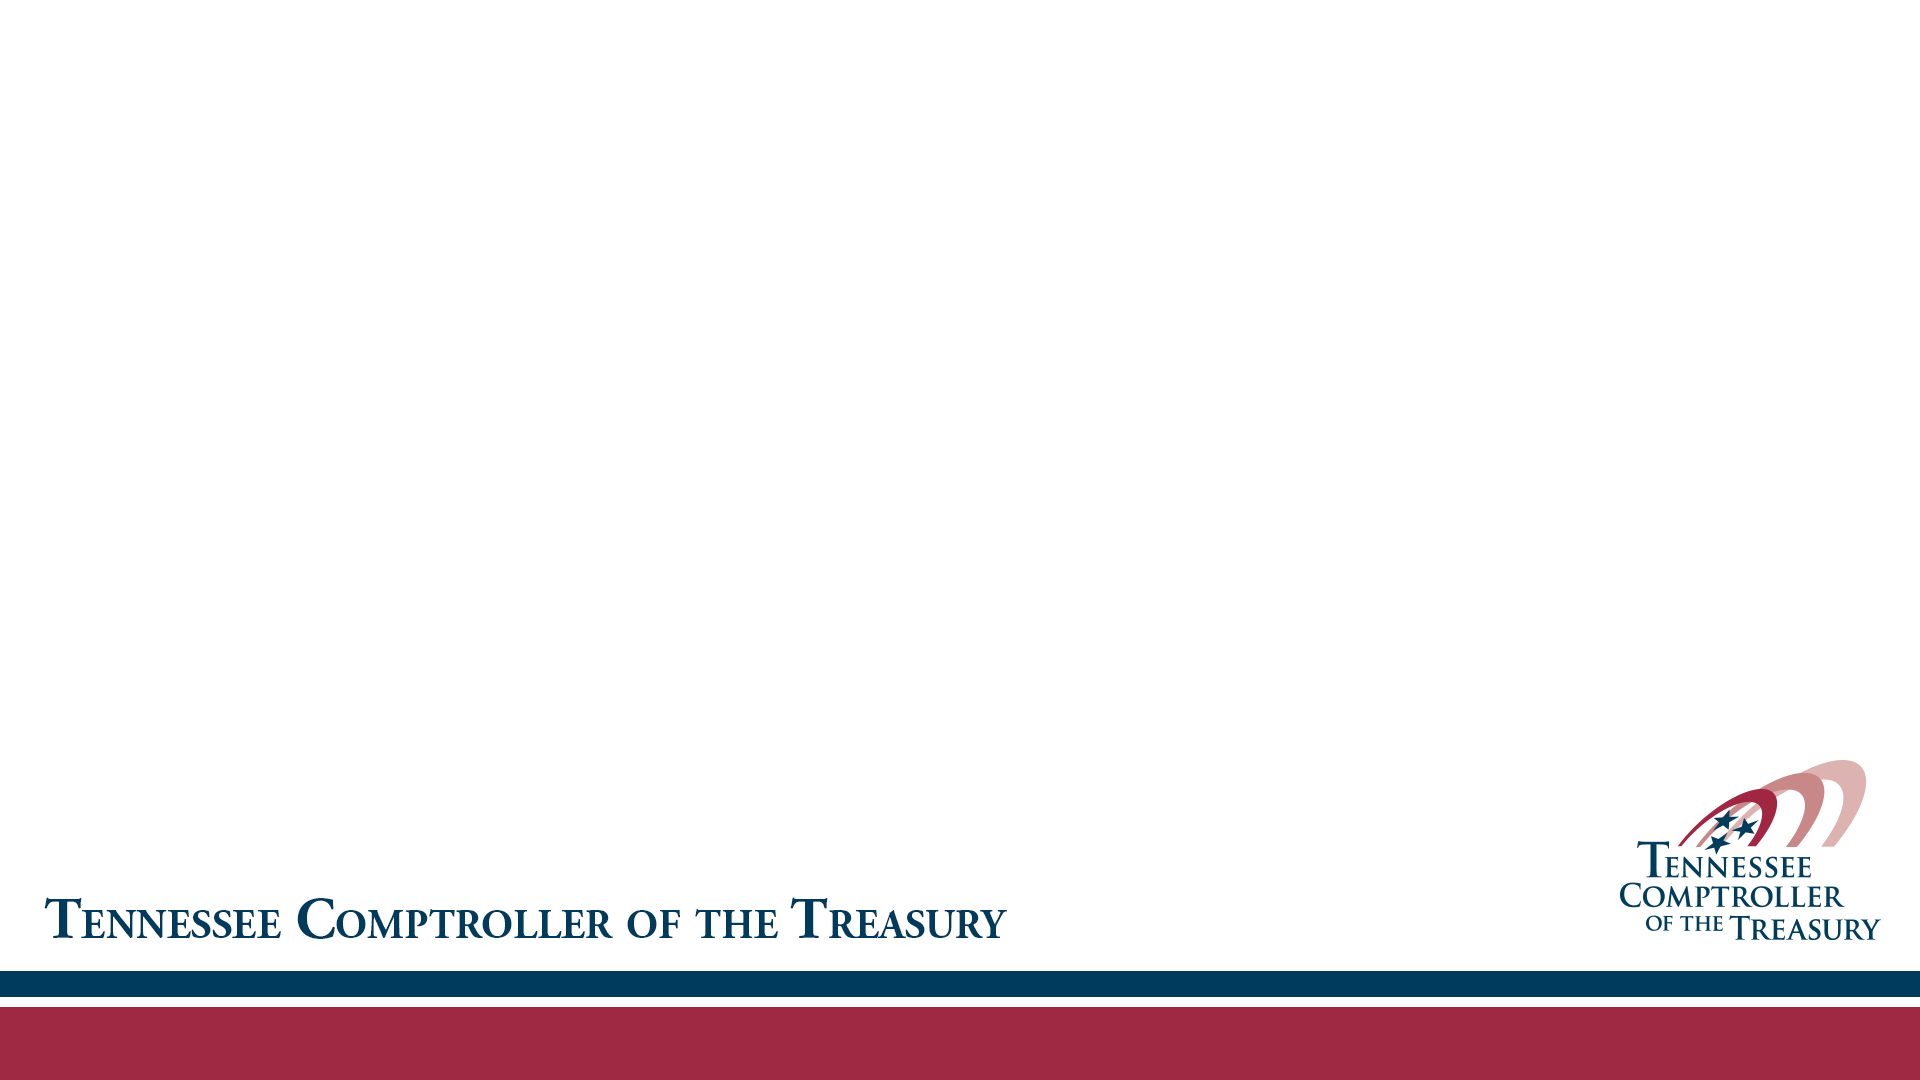 Tennessee Comptroller of the Treasury
Tennessee
Comptroller
of the Treasury